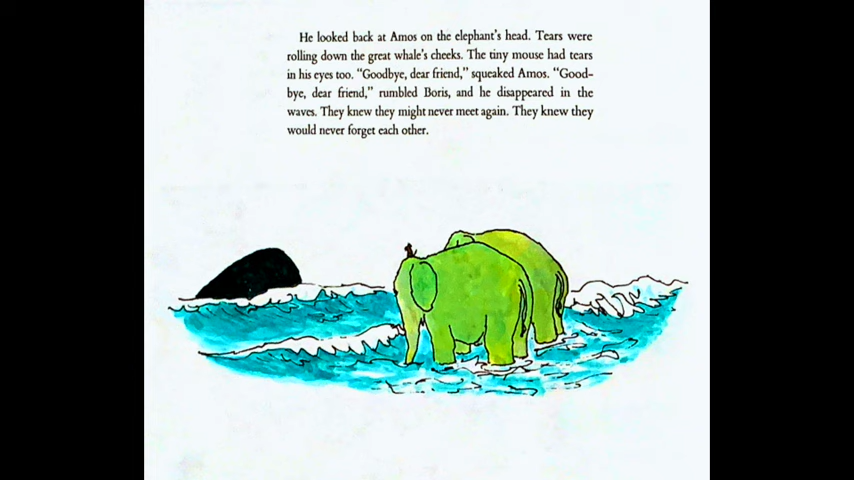 He looked back at Amos on the elephant's head. Tears were
rolling down the great whale's cheeks. The tiny mouse had tears
in his eyes too. “Goodbye, dear friend,” squeaked Amos. “Good-
bye, dear friend,” rumbled Boris, and he disappeared in the
waves. They knew they might never meet again. They knew they
would never forget each other.